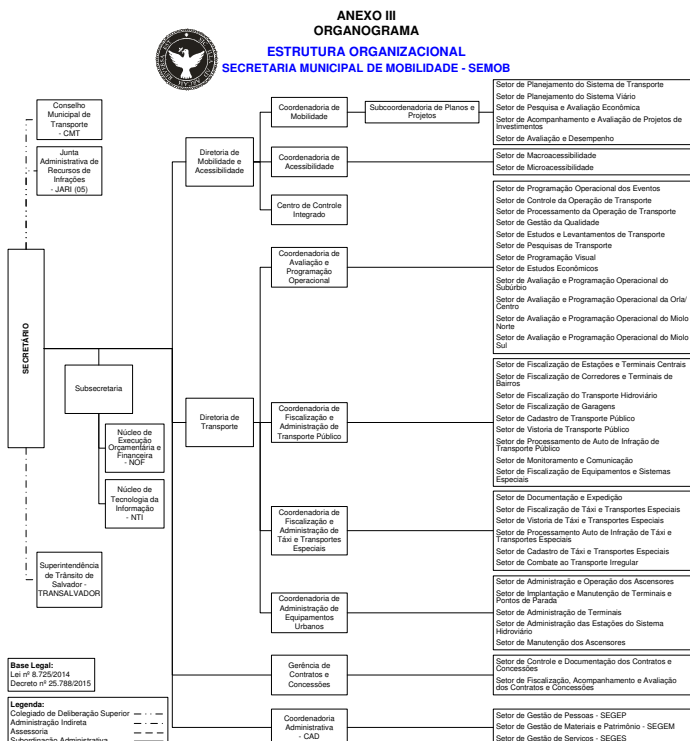 ANEXO III
ORGANOGRAMA
ESTRUTURA ORGANIZACIONAL
SECRETARIA MUNICIPAL DE MOBILIDADE - SEMOB
Conselho
Municipal de
Transporte
- CMT
Junta
Administrativa de
Recursos de
Infrações
- JARI (05)
SECRETÁRIO
Subsecretaria
Núcleo de
Execução
Orçamentária e
Financeira
- NOF
Núcleo de
Tecnologia da
Informação
- NTI
Superintendência
de Trânsito de
Salvador -
TRANSALVADOR
Diretoria de
Mobilidade e
Acessibilidade
Coordenadoria de
Mobilidade
Subcoordenadoria de Planos e
Projetos
Setor de Planejamento do Sistema de Transporte
Setor de Planejamento do Sistema Viário
Setor de Pesquisa e Avaliação Econômica
Setor de Acompanhamento e Avaliação de Projetos de
Investimentos
Setor de Avaliação e Desempenho
Coordenadoria de
Acessibilidade
Setor de Macroacessibilidade
Setor de Microacessibilidade
Centro de Controle
Integrado
Diretoria de
Transporte
Coordenadoria de
Avaliação e
Programação
Operacional
Setor de Programação Operacional dos Eventos
Setor de Controle da Operação de Transporte
Setor de Processamento da Operação de Transporte
Setor de Gestão da Qualidade
Setor de Estudos e Levantamentos de Transporte
Setor de Pesquisas de Transporte
Setor de Programação Visual
Setor de Estudos Econômicos
Setor de Avaliação e Programação Operacional do
Subúrbio
Setor de Avaliação e Programação Operacional da Orla/
Centro
Setor de Avaliação e Programação Operacional do Miolo
Norte
Setor de Avaliação e Programação Operacional do Miolo
Sul
Coordenadoria de
Fiscalização e
Administração de
Transporte Público
Setor de Fiscalização de Estações e Terminais Centrais
Setor de Fiscalização de Corredores e Terminais de
Bairros
Setor de Fiscalização do Transporte Hidroviário
Setor de Fiscalização de Garagens
Setor de Cadastro de Transporte Público
Setor de Vistoria de Transporte Público
Setor de Processamento de Auto de Infração de
Transporte Público
Setor de Monitoramento e Comunicação
Setor de Fiscalização de Equipamentos e Sistemas
Especiais
Coordenadoria de
Fiscalização e
Administração de
Táxi e Transportes
Especiais
Setor de Documentação e Expedição
Setor de Fiscalização de Táxi e Transportes Especiais
Setor de Vistoria de Táxi e Transportes Especiais
Setor de Processamento Auto de Infração de Táxi e
Transportes Especiais
Setor de Cadastro de Táxi e Transportes Especiais
Setor de Combate ao Transporte Irregular
Coordenadoria de
Administração de
Equipamentos
Urbanos
Setor de Administração e Operação dos Ascensores
Setor de Implantação e Manutenção de Terminais e
Pontos de Parada
Setor de Administração de Terminais
Setor de Administração das Estações do Sistema
Hidroviário
Setor de Manutenção dos Ascensores
Gerência de
Contratos e
Concessões
Setor de Controle e Documentação dos Contratos e
Concessões
Setor de Fiscalização, Acompanhamento e Avaliação
dos Contratos e Concessões
Coordenadoria
Administrativa
- CAD
Setor de Gestão de Pessoas - SEGEP
Setor de Gestão de Materiais e Patrimônio - SEGEM
Setor de Gestão de Serviços - SEGES
Base Legal:
Lei nº 8.725/2014
Decreto nº 25.788/2015
Legenda:
Colegiado de Deliberação Superior
Administração Indireta
Assessoria
Subordinação Administrativa